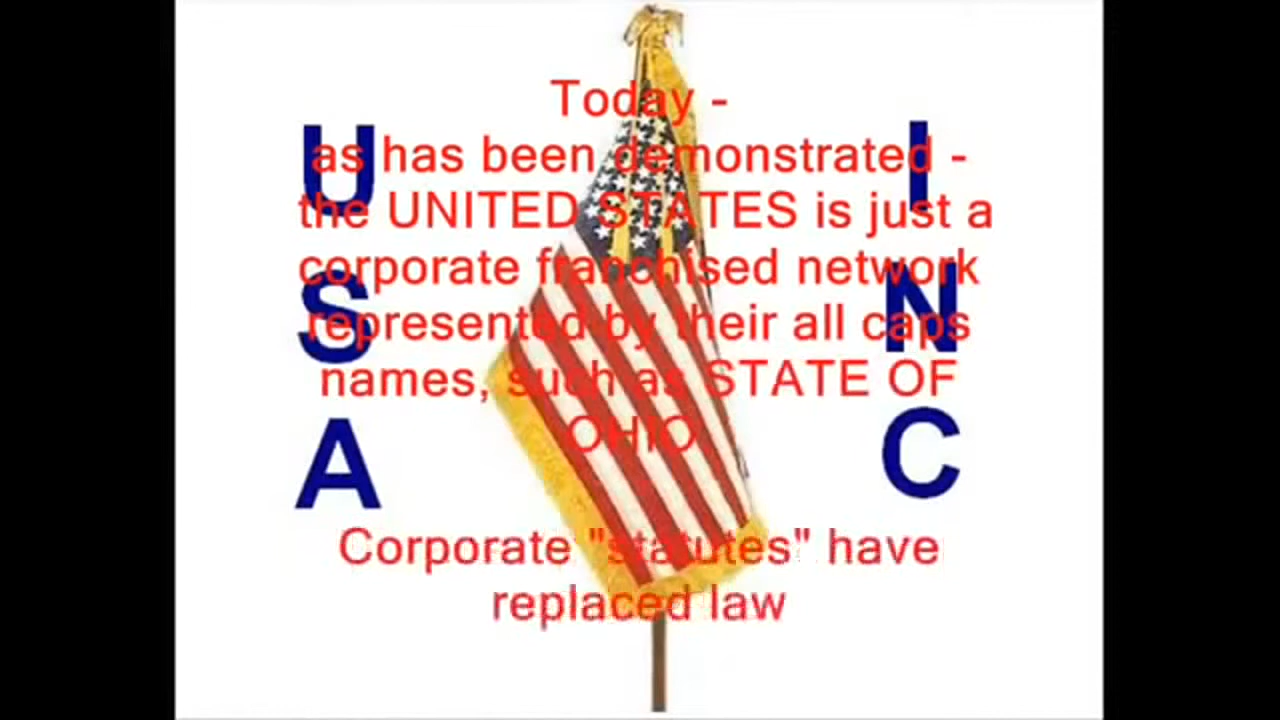 Today -
as has been demonstrated -
the UNITED STATES is just a
corporate franchised network
represented by their all caps
names, such as STATE OF
OHIO
Corporate "statutes" have
replaced law
U
S
A
I
N
C